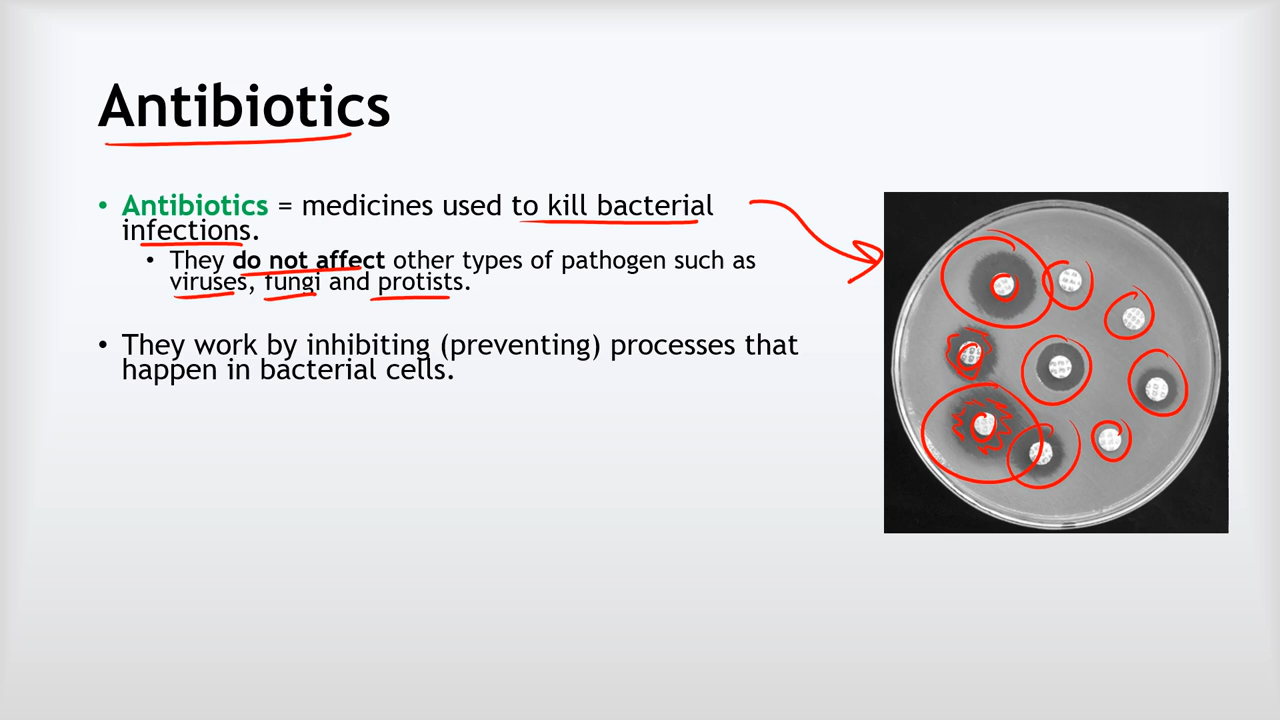 Antibiotics
• Antibiotics = medicines used to kill bacterial
infections.
• They do not affect other types of pathogen such as
viruses, fungi and protists.
• They work by inhibiting (preventing) processes that
happen in bacterial cells.